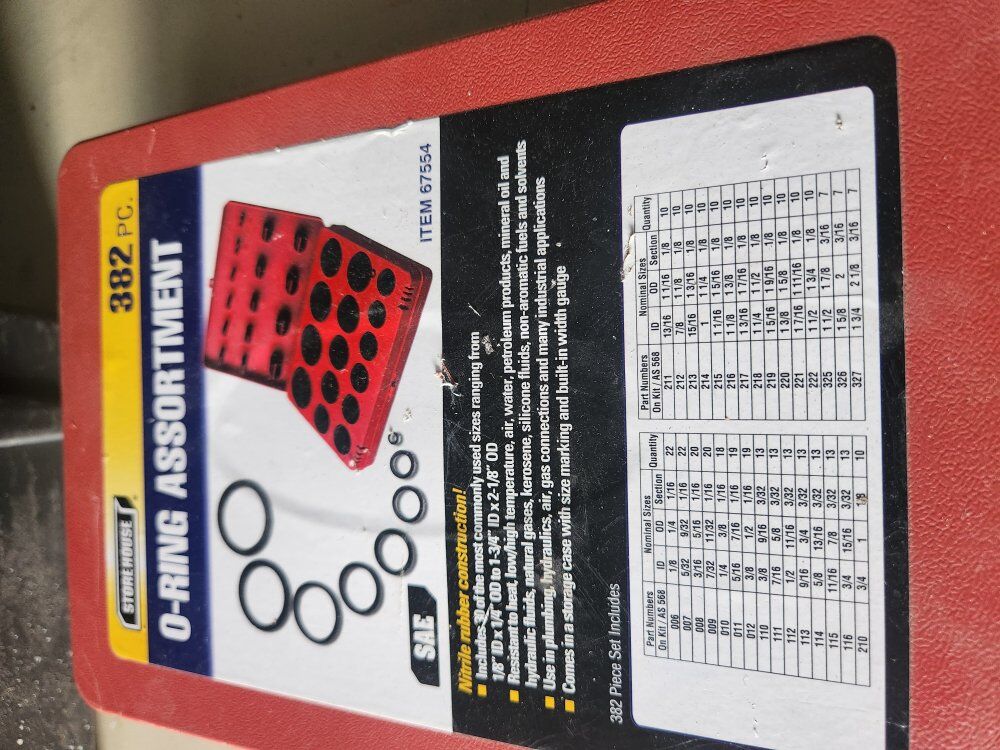 STOREHOUSE®
382 PC.
O-RING ASSORTMENT
SAE
ITEM 67554
Nitrile rubber construction!
Includes 30 of the most commonly used sizes ranging from
1/8" ID x 1/4" OD to 1-3/4" ID x 2-1/8" OD
Resistant to heat, low/high temperature, air, water, petroleum products, mineral oil and
hydraulic fluids, natural gases, kerosene, silicone fluids, non-aromatic fuels and solvents
Use in plumbing, hydraulics, air, gas connections and many industrial applications
Comes in a storage case with size marking and built-in width gauge
382 Piece Set Includes
Part Numbers Nominal Sizes
On Kit / AS 568 ID OD Section Quantity
006 1/8 1/4 1/16 22
007 5/32 9/32 1/16 22
008 3/16 5/16 1/16 20
009 7/32 11/32 1/16 20
010 1/4 3/8 1/16 18
011 5/16 7/16 1/16 19
012 3/8 1/2 1/16 19
110 3/8 9/16 3/32 13
111 7/16 5/8 3/32 13
112 1/2 11/16 3/32 13
113 9/16 3/4 3/32 13
114 5/8 13/16 3/32 13
115 11/16 7/8 3/32 13
116 3/4 15/16 3/32 13
210 3/4 1 1/8 10
Part Numbers Nominal Sizes
On Kit / AS 568 ID OD Section Quantity
211 13/16 1 1/16 1/8 10
212 7/8 1 1/8 1/8 10
213 15/16 1 3/16 1/8 10
214 1 1 1/4 1/8 10
215 1 1/16 1 5/16 1/8 10
216 1 1/8 1 3/8 1/8 10
217 1 3/16 1 7/16 1/8 10
218 1 1/4 1 1/2 1/8 10
219 1 5/16 1 9/16 1/8 10
220 1 3/8 1 5/8 1/8 10
221 1 7/16 1 11/16 1/8 10
222 1 1/2 1 3/4 1/8 10
325 1 1/2 1 7/8 3/16 7
326 1 5/8 2 3/16 7
327 1 3/4 2 1/8 3/16 7